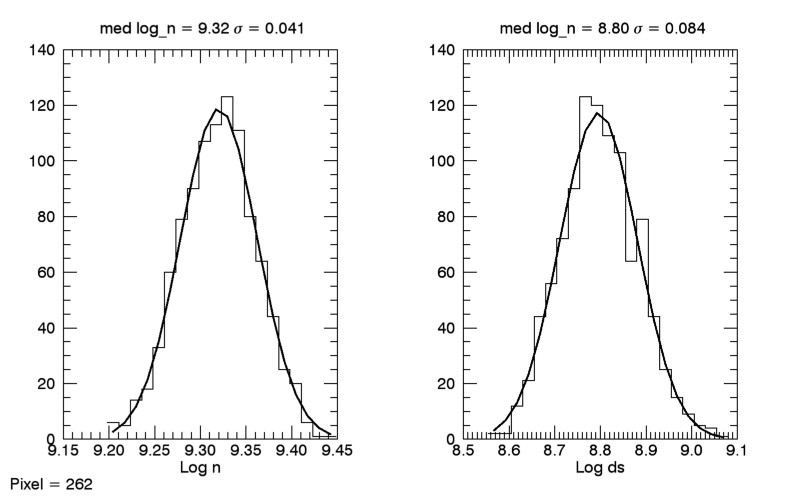 med log_n = 9.32 σ = 0.041
med log_n = 8.80 σ = 0.084
140
120
100
80
60
40
20
0
9.15 9.20 9.25 9.30 9.35 9.40 9.45
Log n
140
120
100
80
60
40
20
0
8.5 8.6 8.7 8.8 8.9 9.0 9.1
Log ds
Pixel = 262